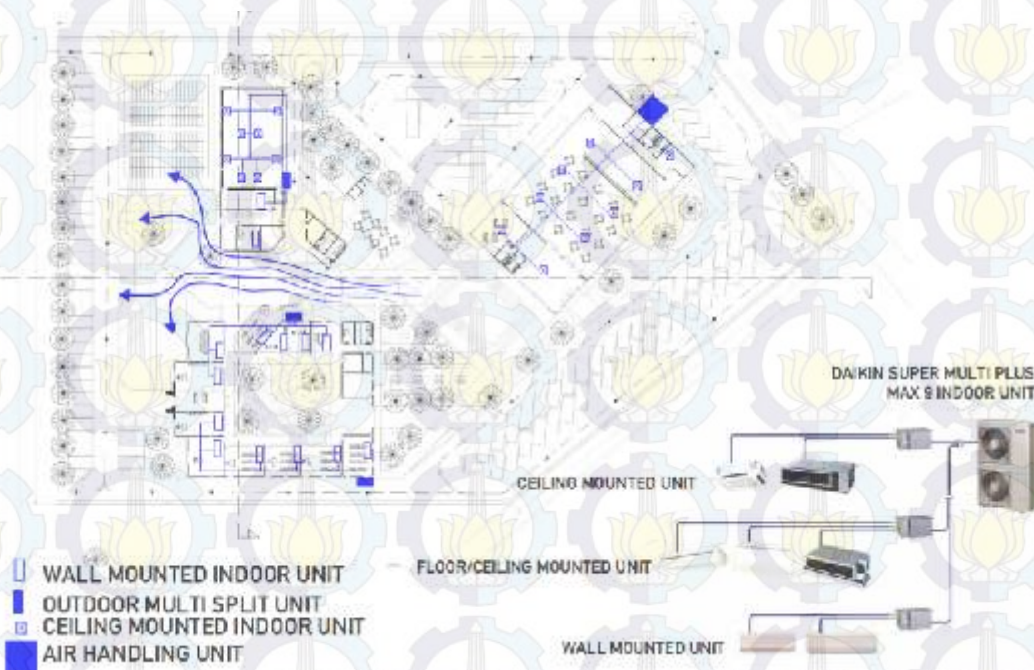 DAIKIN SUPER MULTI PLUS
MAX 9 INDOOR UNIT
CEILING MOUNTED UNIT
FLOOR/CEILING MOUNTED UNIT
WALL MOUNTED UNIT
WALL MOUNTED INDOOR UNIT
OUTDOOR MULTI SPLIT UNIT
CEILING MOUNTED INDOOR UNIT
AIR HANDLING UNIT